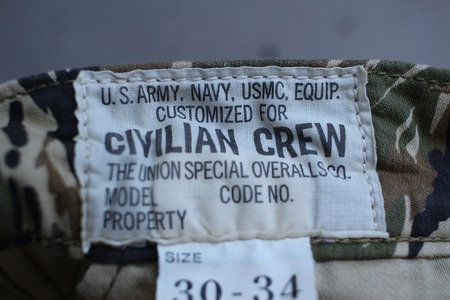 U.S. ARMY, NAVY, USMC, EQUIP.
CUSTOMIZED FOR
CIVILIAN CREW
THE UNION SPECIAL OVERALLS CO.
MODEL CODE NO.
PROPERTY
SIZE
30-34